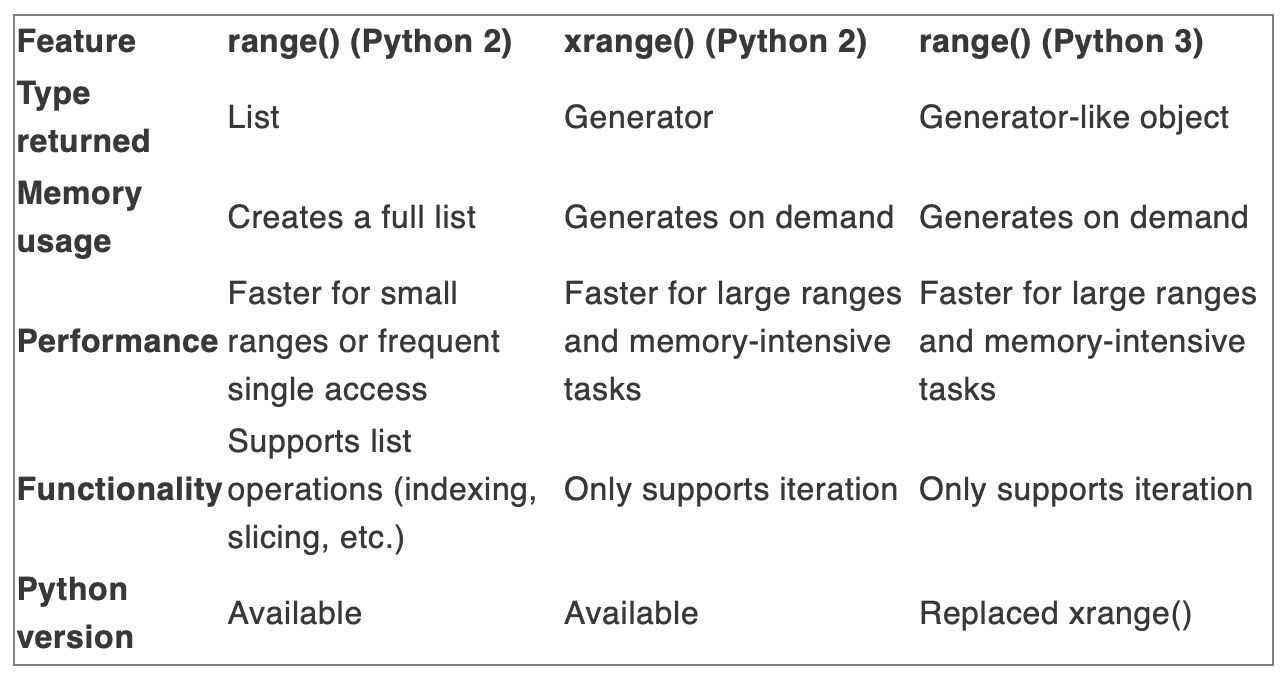 Feature range() (Python 2) xrange() (Python 2) range() (Python 3)
Type
returned
List
Generator
Generator-like object
Memory
usage
Creates a full list
Generates on demand
Generates on demand
Performance
Faster for small
ranges or frequent
single access
Faster for large ranges
and memory-intensive
tasks
Faster for large ranges
and memory-intensive
tasks
Functionality
Supports list
operations (indexing,
slicing, etc.)
Only supports iteration
Only supports iteration
Python
version
Available
Available
Replaced xrange()